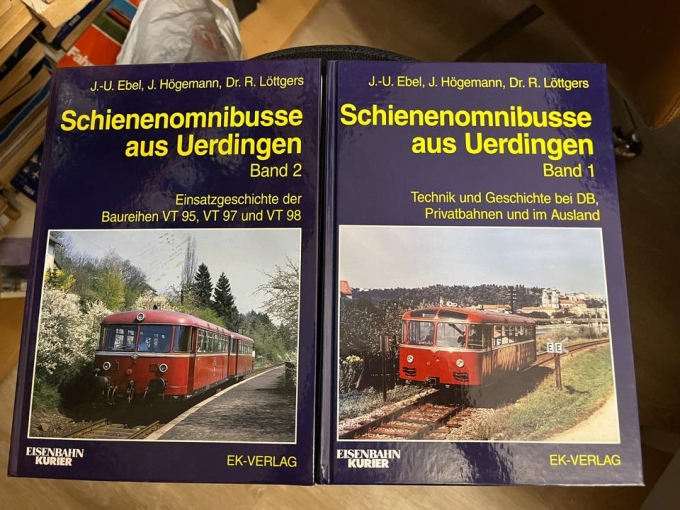 J.-U. Ebel, J. Högemann, Dr. R. Löttgers
Schienenomnibusse
aus Uerdingen
Band 2
Einsatzgeschichte der
Baureihen VT 95, VT 97 und VT 98
EISENBAHN
KURIER
EK-VERLAG
J.-U. Ebel, J. Högemann, Dr. R. Löttgers
Schienenomnibusse
aus Uerdingen
Band 1
Technik und Geschichte bei DB,
Privatbahnen und im Ausland
EE
EISENBAHN
KURIER
EK-VERLAG